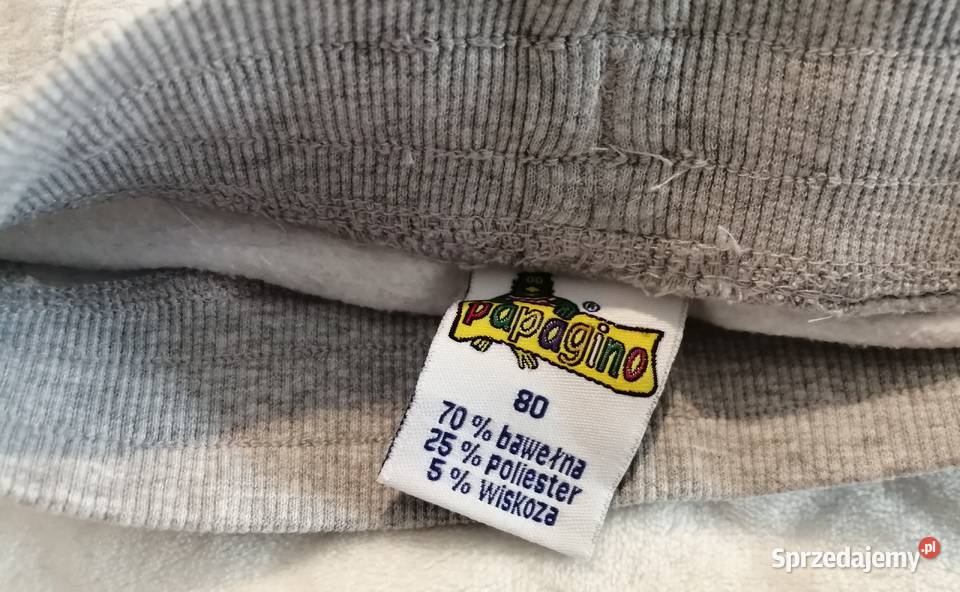 papagino ®
80
70 % bawełna
25 % poliester
5 % wiskoza
Sprzedajemy.pl